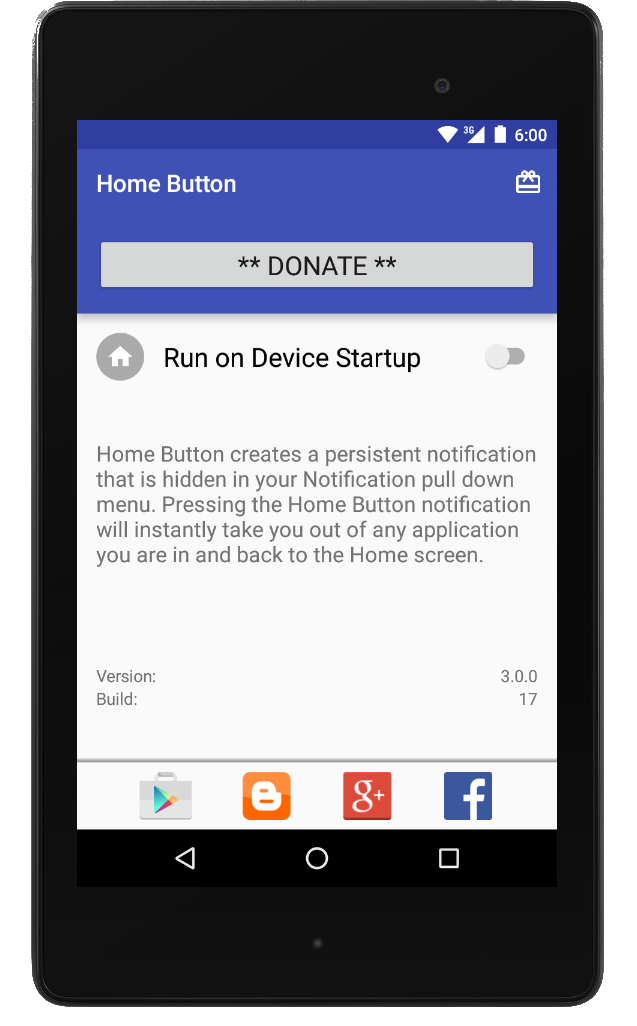 3G 6:00
Home Button
** DONATE **
Run on Device Startup
Home Button creates a persistent notification
that is hidden in your Notification pull down
menu. Pressing the Home Button notification
will instantly take you out of any application
you are in and back to the Home screen.
Version: 3.0.0
Build: 17
g+ f